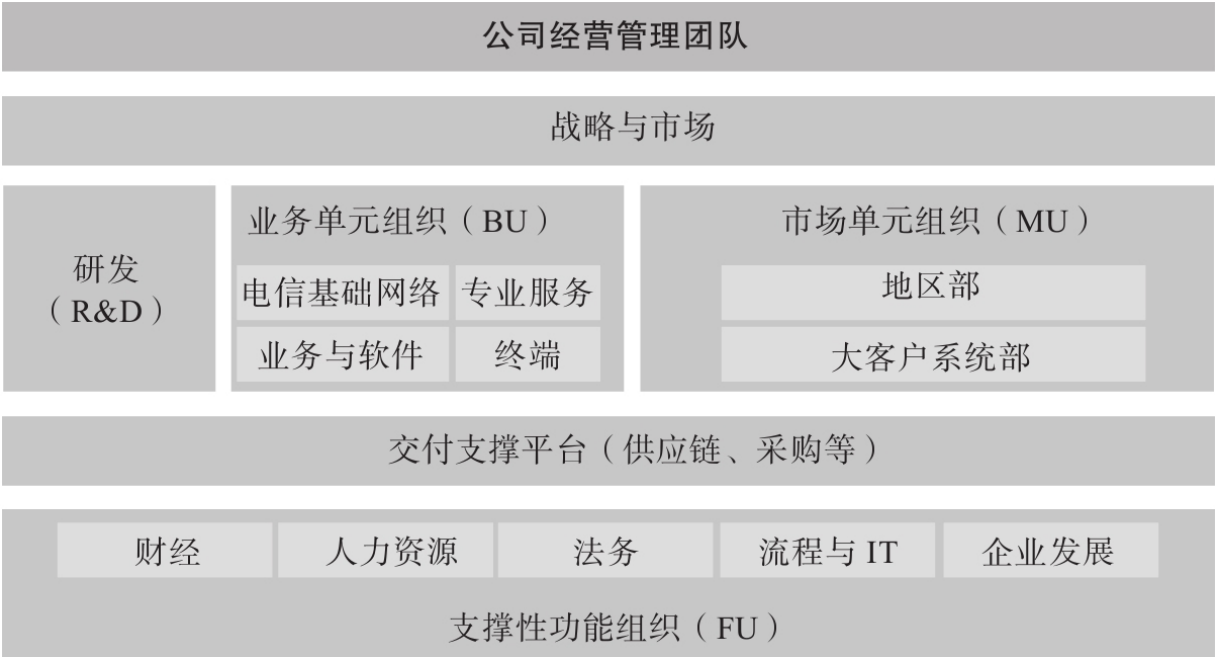 公司经营管理团队
战略与市场
研发
（R&D）
业务单元组织（BU）
电信基础网络
专业服务
业务与软件
终端
市场单元组织（MU）
地区部
大客户系统部
交付支撑平台（供应链、采购等）
财经
人力资源
法务
流程与 IT
企业发展
支撑性功能组织（FU）